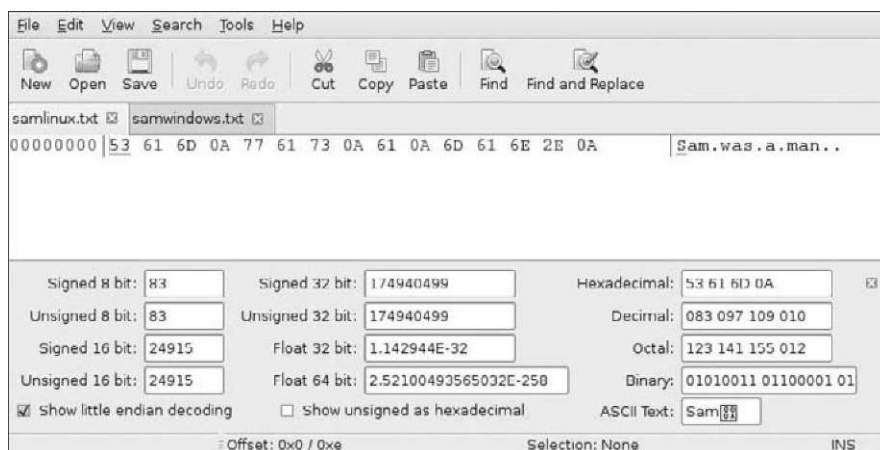 File Edit View Search Tools Help
New Open Save Undo Redo Cut Copy Paste Find Find and Replace
samlinux.txt samwindows.txt
00000000 53 61 6D 0A 77 61 73 0A 61 0A 6D 61 6E 2E 0A Sam.was.a.man..
Signed 8 bit: 83 Signed 32 bit: 174940499 Hexadecimal: 53 61 6D 0A
Unsigned 8 bit: 83 Unsigned 32 bit: 174940499 Decimal: 083 097 109 010
Signed 16 bit: 24915 Float 32 bit: 1.142944E-32 Octal: 123 141 155 012
Unsigned 16 bit: 24915 Float 64 bit: 2.52100493565032E-258 Binary: 01010011 01100001 01
Show little endian decoding Show unsigned as hexadecimal ASCII Text: Sam
Offset: 0x0 / 0xe Selection: None INS